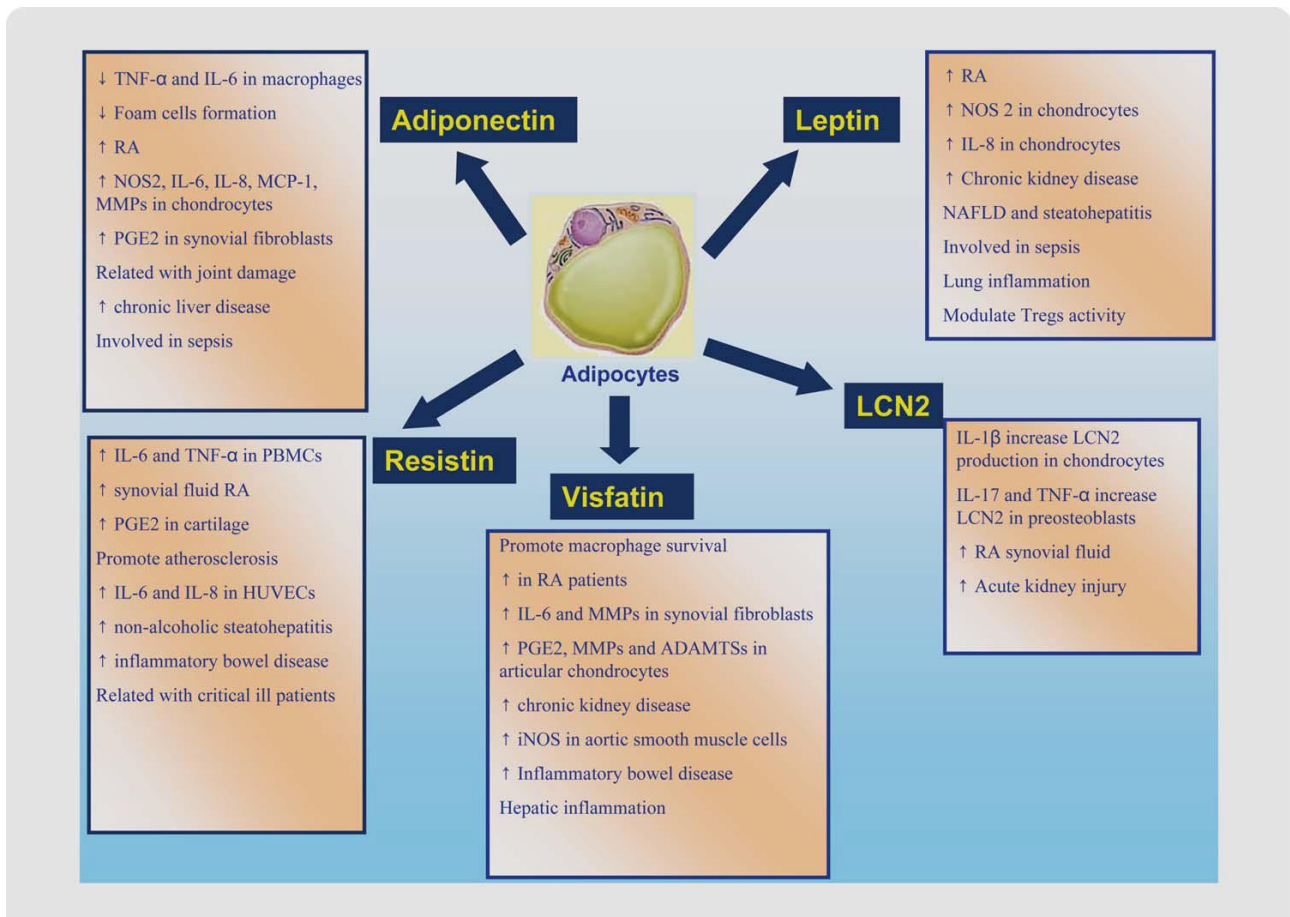 Adiponectin
↓ TNF-α and IL-6 in macrophages
↓ Foam cells formation
↑ RA
↑ NOS2, IL-6, IL-8, MCP-1,
MMPs in chondrocytes
↑ PGE2 in synovial fibroblasts
Related with joint damage
↑ chronic liver disease
Involved in sepsis
Leptin
↑ RA
↑ NOS 2 in chondrocytes
↑ IL-8 in chondrocytes
↑ Chronic kidney disease
NAFLD and steatohepatitis
Involved in sepsis
Lung inflammation
Modulate Tregs activity
Adipocytes
Resistin
↑ IL-6 and TNF-α in PBMCs
↑ synovial fluid RA
↑ PGE2 in cartilage
Promote atherosclerosis
↑ IL-6 and IL-8 in HUVECs
↑ non-alcoholic steatohepatitis
↑ inflammatory bowel disease
Related with critical ill patients
Visfatin
Promote macrophage survival
↑ in RA patients
↑ IL-6 and MMPs in synovial fibroblasts
↑ PGE2, MMPs and ADAMTSs in
articular chondrocytes
↑ chronic kidney disease
↑ iNOS in aortic smooth muscle cells
↑ Inflammatory bowel disease
Hepatic inflammation
LCN2
IL-1β increase LCN2
production in chondrocytes
IL-17 and TNF-α increase
LCN2 in preosteoblasts
↑ RA synovial fluid
↑ Acute kidney injury